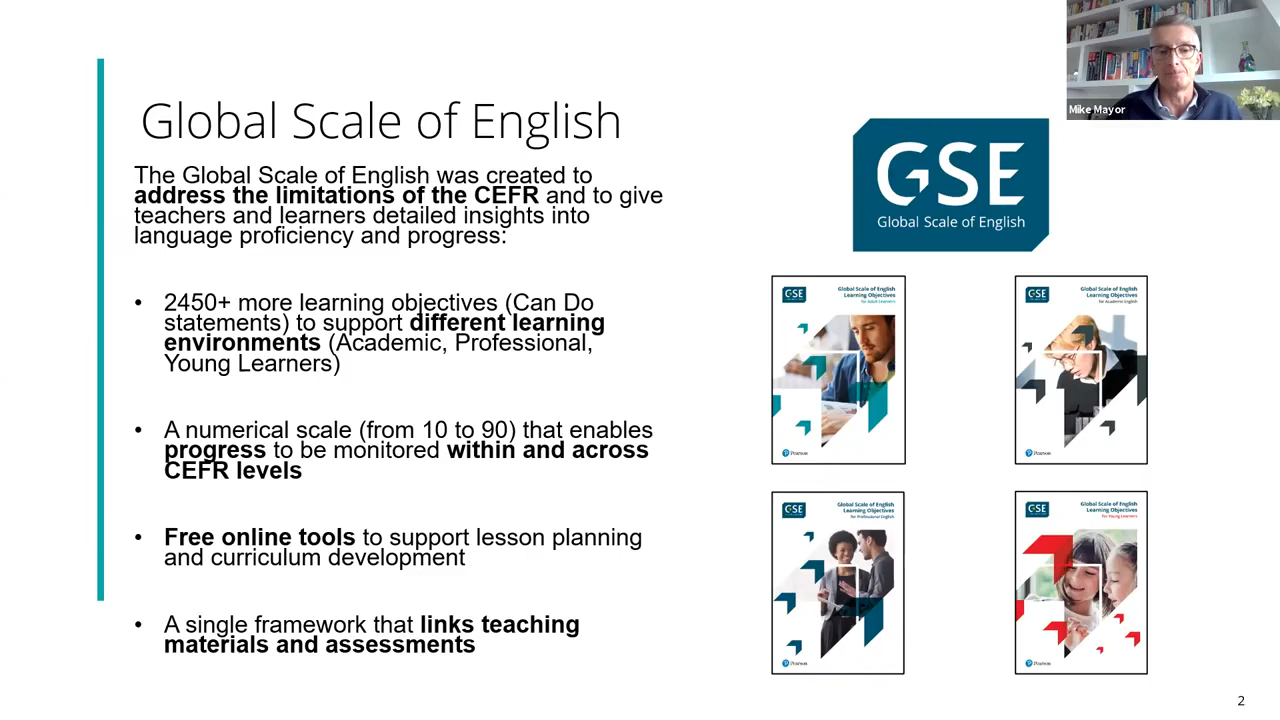 Mike Mayor
Global Scale of English
The Global Scale of English was created to
address the limitations of the CEFR and to give
teachers and learners detailed insights into
language proficiency and progress:
• 2450+ more learning objectives (Can Do
statements) to support different learning
environments (Academic, Professional,
Young Learners)
• A numerical scale (from 10 to 90) that enables
progress to be monitored within and across
CEFR levels
• Free online tools to support lesson planning
and curriculum development
• A single framework that links teaching
materials and assessments
GSE
Global Scale of English
GSE
Global Scale of English
Learning Objectives
for Adult Learners
Pearson
GSE
Global Scale of English
Learning Objectives
for Academic English
Pearson
GSE
Global Scale of English
Learning Objectives
for Professional English
Pearson
GSE
Global Scale of English
Learning Objectives
for Young Learners
Pearson
2